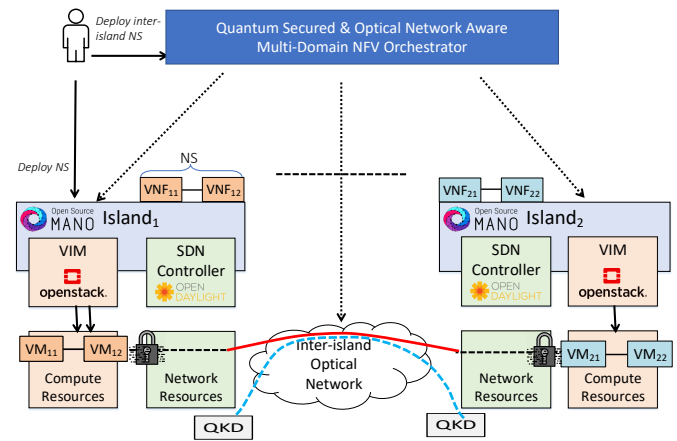 Deploy inter-
island NS
Quantum Secured & Optical Network Aware
Multi-Domain NFV Orchestrator
Deploy NS
NS
VNF11
VNF12
VNF21
VNF22
Open Source
MANO
Island1
Open Source
MANO
Island2
VIM
openstack.
SDN
Controller
OPEN
DAYLIGHT
SDN
Controller
OPEN
DAYLIGHT
VIM
openstack.
VM11
VM12
Compute
Resources
Network
Resources
Inter-island
Optical
Network
Network
Resources
VM21
VM22
Compute
Resources
QKD
QKD